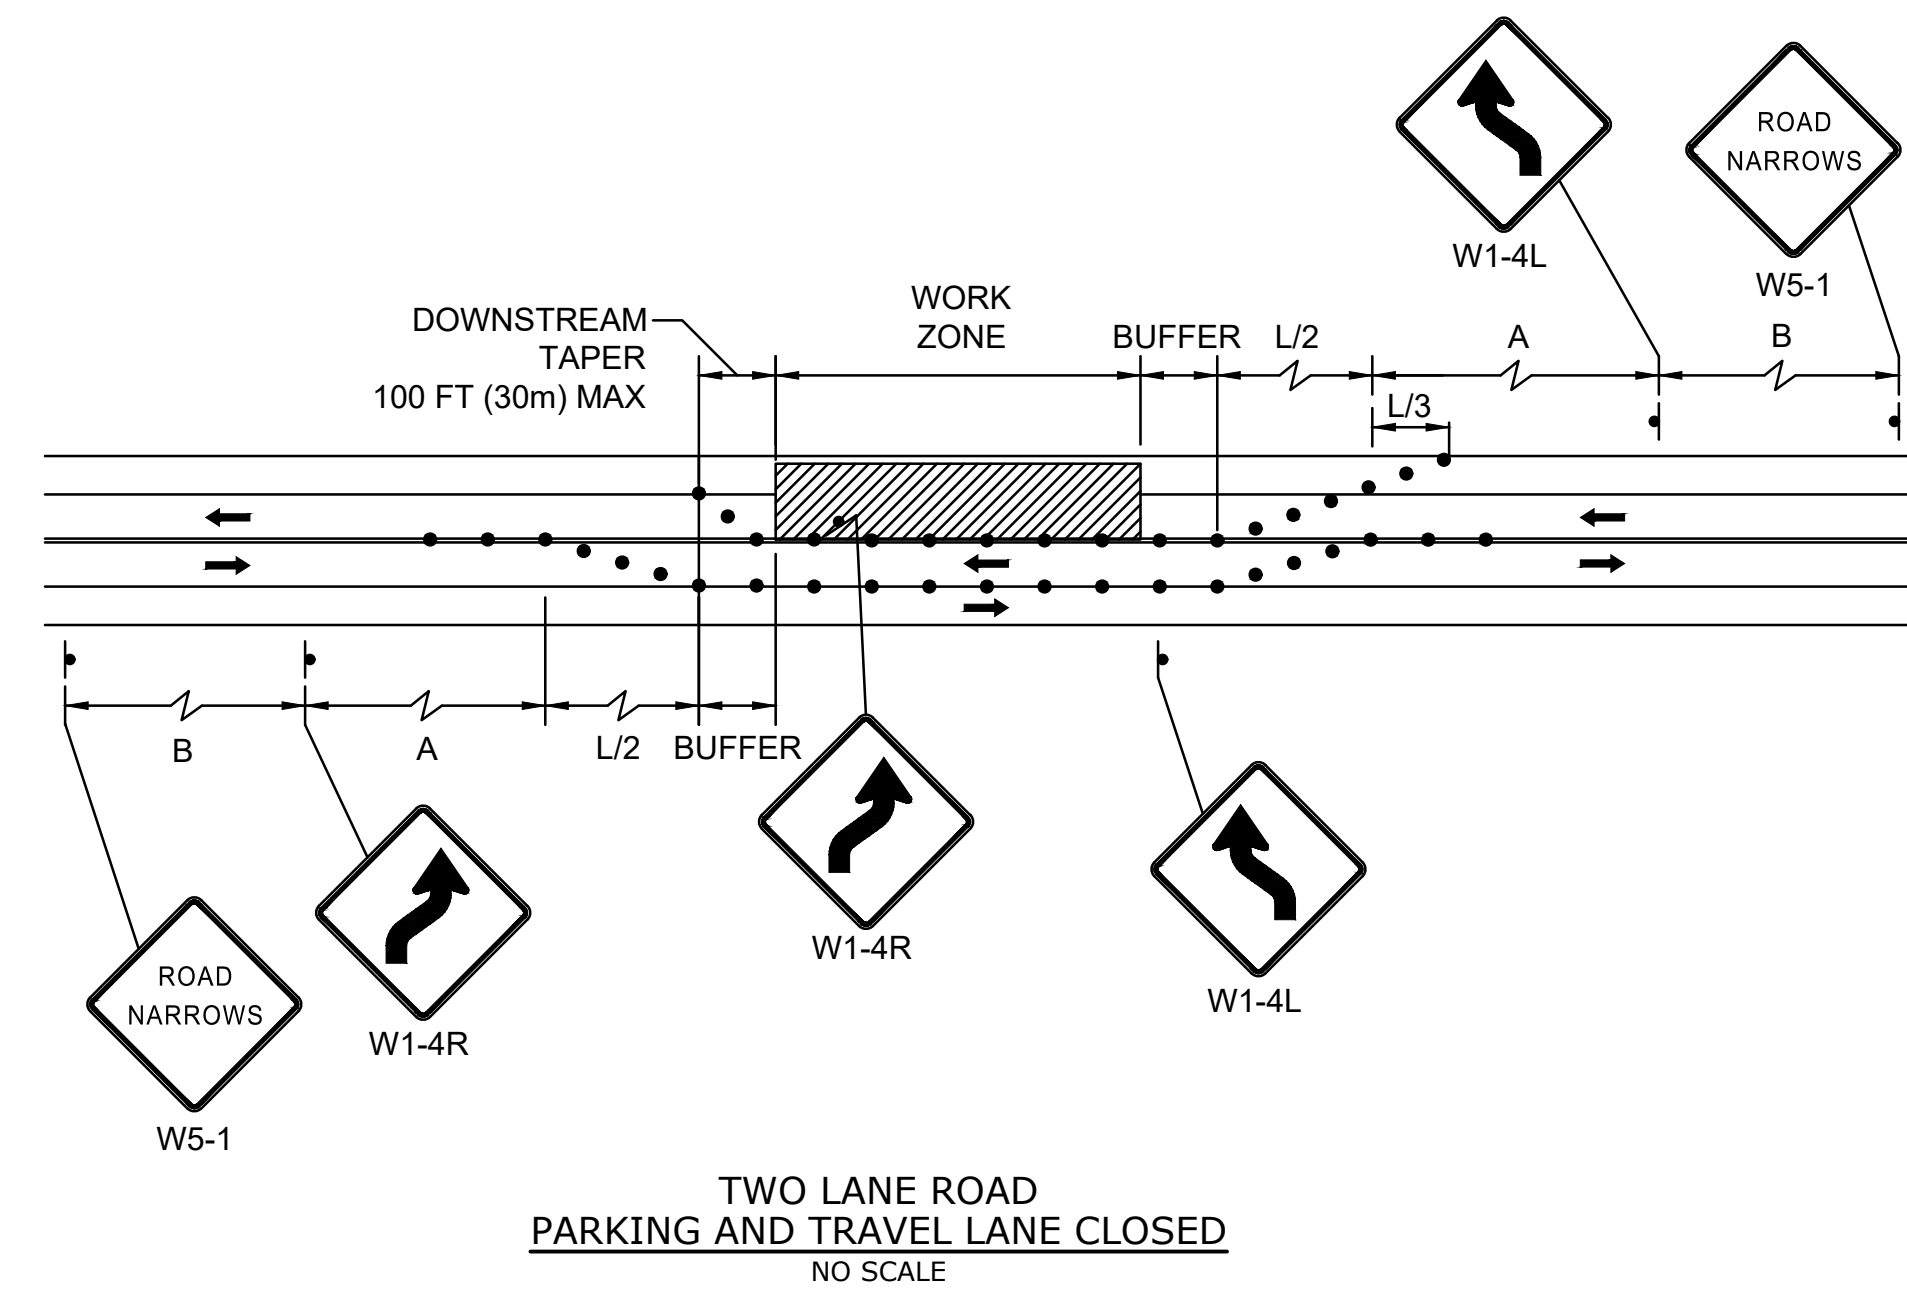 ROAD
NARROWS
W1-4L
W5-1
DOWNSTREAM
TAPER
100 FT (30m) MAX
WORK
ZONE
BUFFER
L/2
A
B
L/3
B
A
L/2
BUFFER
W1-4R
W1-4L
ROAD
NARROWS
W1-4R
W5-1
TWO LANE ROAD
PARKING AND TRAVEL LANE CLOSED
NO SCALE